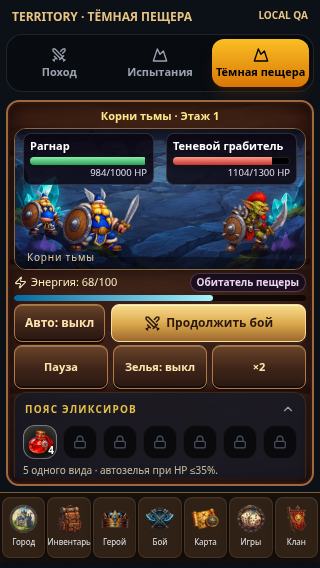 TERRITORY · ТЁМНАЯ ПЕЩЕРА
LOCAL QA
Поход
Испытания
Тёмная пещера
Корни тьмы · Этаж 1
Рагнар
984/1000 HP
Теневой грабитель
1104/1300 HP
Корни тьмы
Энергия: 68/100
Обитатель пещеры
Авто: выкл
Продолжить бой
Пауза
Зелья: выкл
×2
ПОЯС ЭЛИКСИРОВ
4
5 одного вида · автозелья при HP ≤35%.
Город
Инвентарь
Герой
Бой
Карта
Игры
Клан